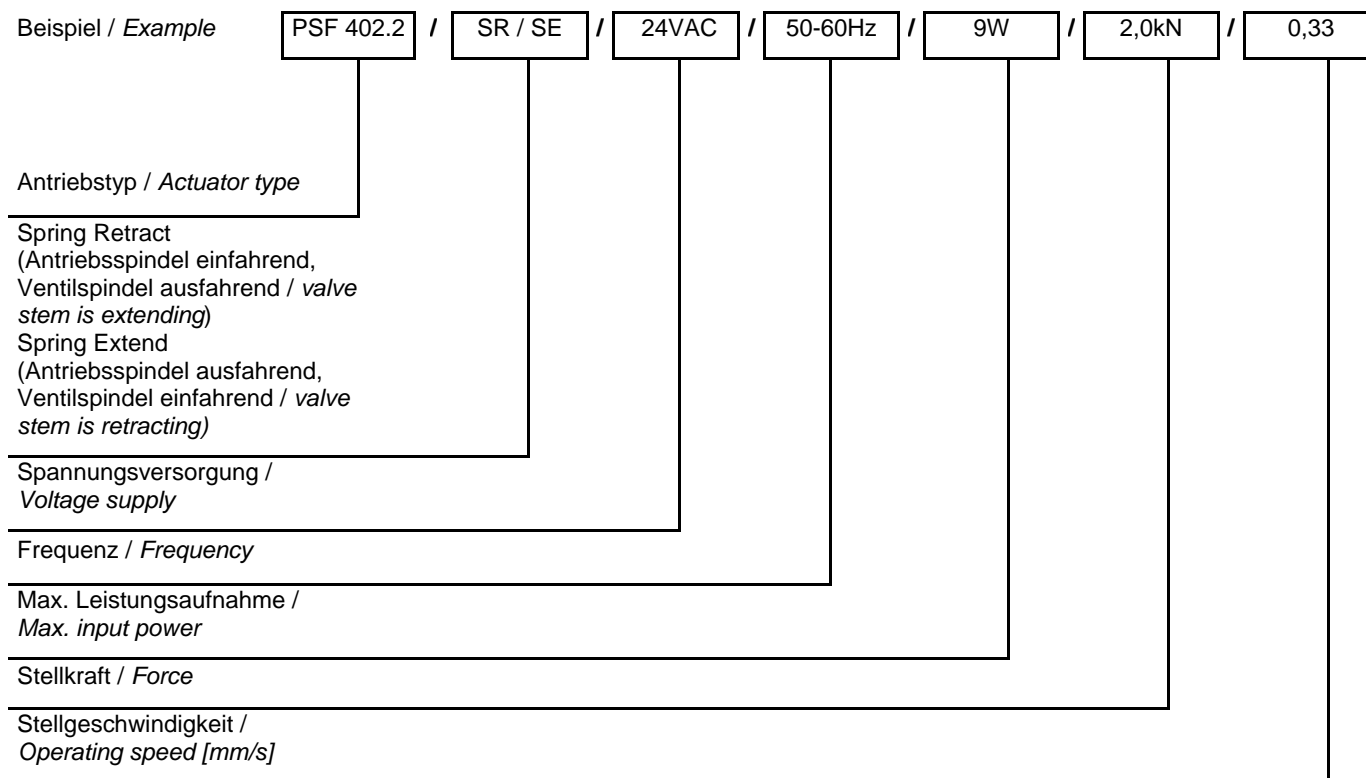 Beispiel / Example PSF 402.2 / SR / SE / 24VAC / 50-60Hz / 9W / 2,0kN / 0,33
Antriebstyp / Actuator type
Spring Retract
(Antriebsspindel einfahrend,
Ventilspindel ausfahrend / valve
stem is extending)
Spring Extend
(Antriebsspindel ausfahrend,
Ventilspindel einfahrend / valve
stem is retracting)
Spannungsversorgung /
Voltage supply
Frequenz / Frequency
Max. Leistungsaufnahme /
Max. input power
Stellkraft / Force
Stellgeschwindigkeit /
Operating speed [mm/s]